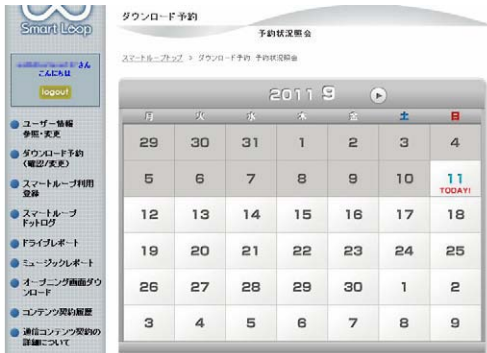 Smart Loop
さん
こんにちは
logout
ユーザー情報
参照・変更
ダウンロード予約
(確認/変更)
スマートループ利用
登録
スマートループ
ドットログ
ドライブレポート
ミュージックレポート
オープニング画面ダウ
ンロード
コンテンツ契約履歴
通信コンテンツ契約の
詳細について
ダウンロード予約
予約状況照会
スマートループトップ > ダウンロード予約 予約状況照会
2011 9
月 火 水 木 金 土 日
29 30 31 1 2 3 4
5 6 7 8 9 10 11
TODAY!
12 13 14 15 16 17 18
19 20 21 22 23 24 25
26 27 28 29 30 1 2
3 4 5 6 7 8 9